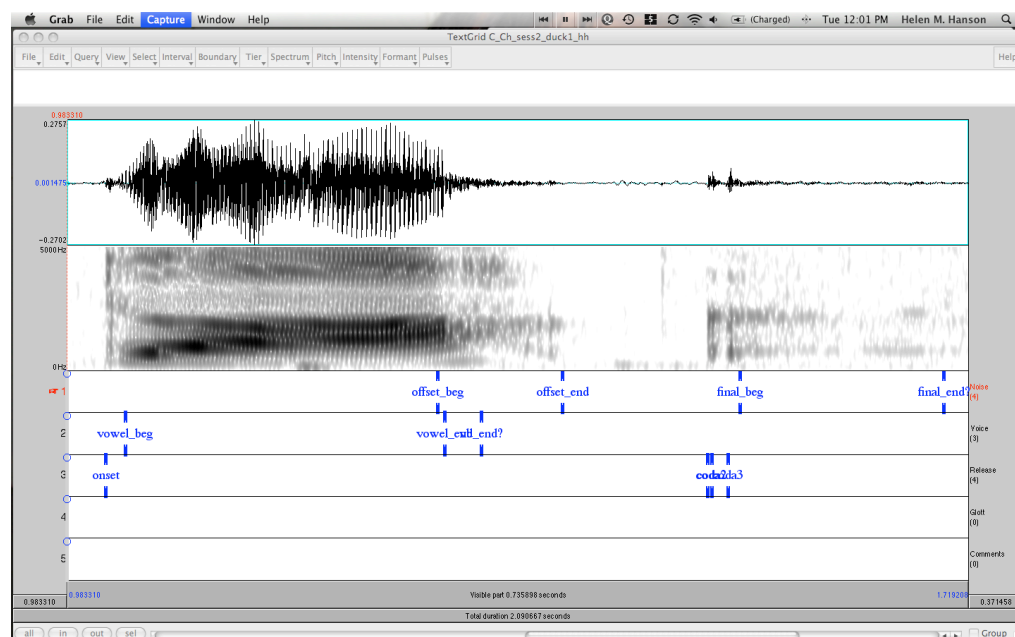 Grab File Edit Capture Window Help (Charged) Tue 12:01 PM Helen M. Hanson
TextGrid C_Ch_sess2_duck1_hh
File Edit Query View Select Interval Boundary Tier Spectrum Pitch Intensity Formant Pulses Help
0.983310
0.2757
0.001475
−0.2702
5000 Hz
0 Hz
1 offset_beg offset_end final_beg final_end? Noise (4)
2 vowel_beg Voice (3)
3 onset Release (4)
4 Glott (0)
5 Comments (0)
0.983310 0.983310 Visible part 0.735898 seconds 1.719208 0.371458
Total duration 2.090667 seconds
all in out sel Group